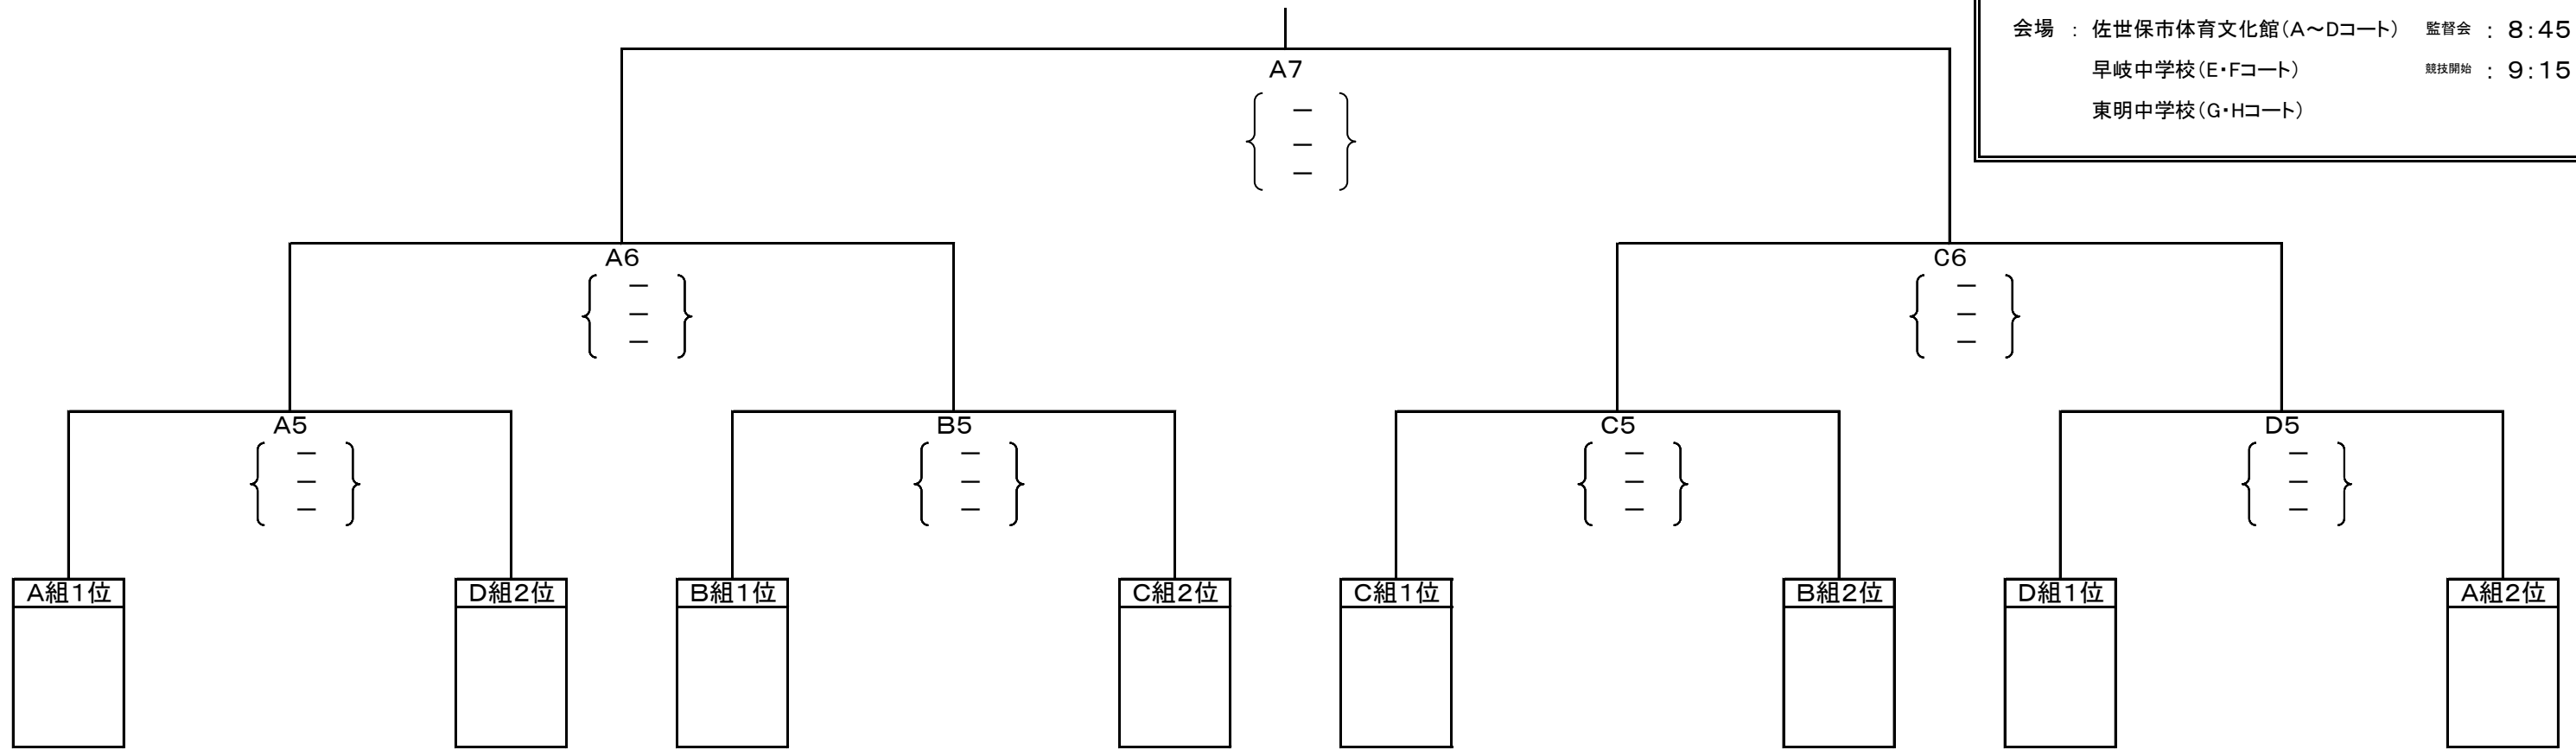 会場 : 佐世保市体育文化館(A~Dコート) 監督会 : 8:45
早岐中学校(E・Fコート) 競技開始 : 9:15
東明中学校(G・Hコート)
A7
－
－
－
A6 C6
－ －
－ －
－ －
A5 B5 C5 D5
－ － － －
－ － － －
－ － － －
A組1位 D組2位 B組1位 C組2位 C組1位 B組2位 D組1位 A組2位